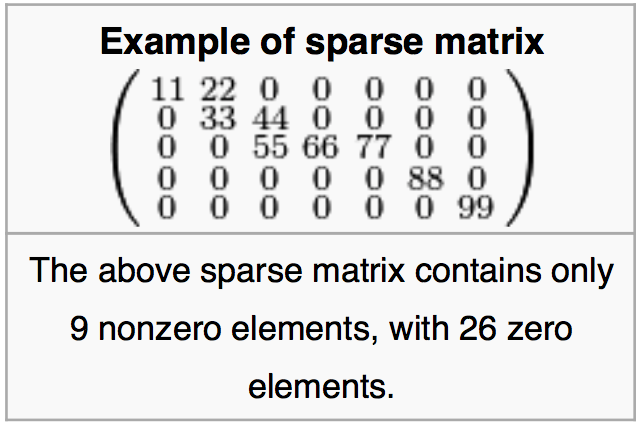 Example of sparse matrix
11 22 0 0 0 0 0
0 33 44 0 0 0 0
0 0 55 66 77 0 0
0 0 0 0 0 88 0
0 0 0 0 0 0 99
The above sparse matrix contains only
9 nonzero elements, with 26 zero
elements.